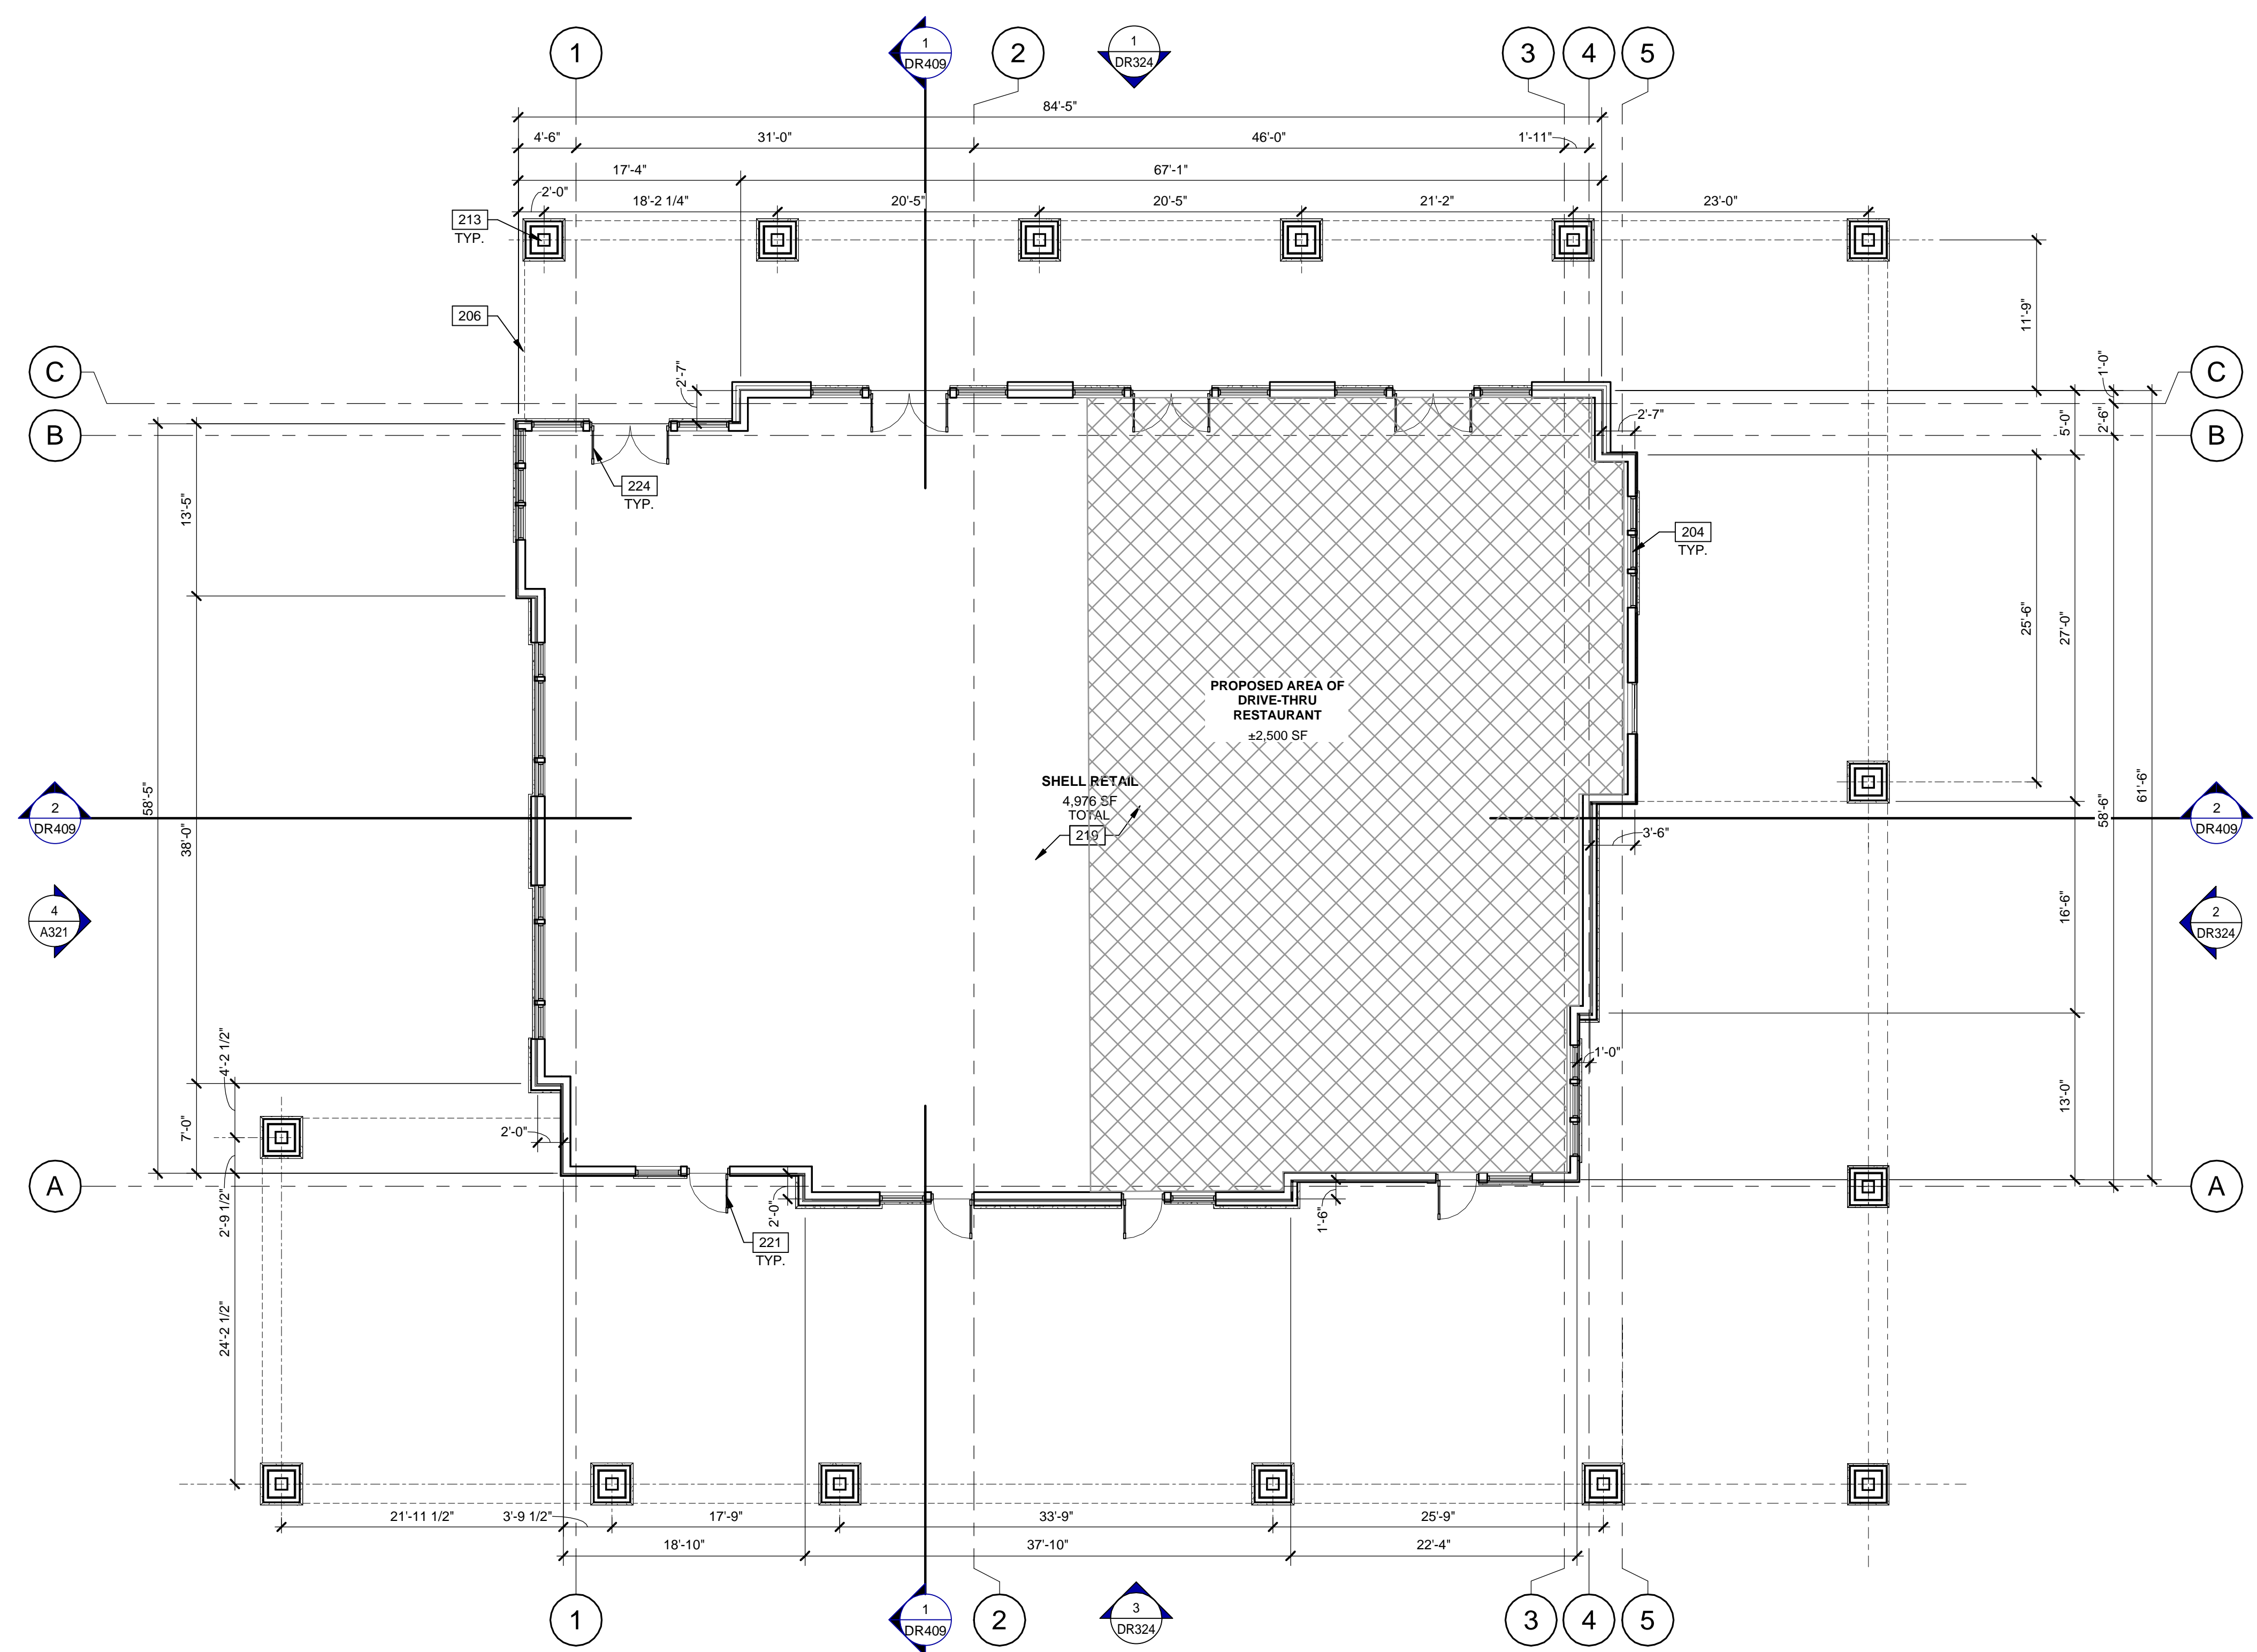 1
1
DR409
2
1
DR324
3
4
5
84'-5"
4'-6"
31'-0"
46'-0"
1'-11"
17'-4"
67'-1"
2'-0"
18'-2 1/4"
20'-5"
20'-5"
21'-2"
23'-0"
213
TYP.
206
11'-9"
C
2'-7"
1'-0"
C
B
2'-7"
5'-0"
2'-6"
B
224
TYP.
13'-5"
204
TYP.
25'-6"
27'-0"
PROPOSED AREA OF
DRIVE-THRU
RESTAURANT
±2,500 SF
SHELL RETAIL
4,976 SF
TOTAL
219
58'-5"
38'-0"
61'-6"
58'-6"
2
DR409
2
DR409
3'-6"
4
A321
16'-6"
2
DR324
4'-2 1/2"
1'-0"
7'-0"
2'-0"
13'-0"
A
A
2'-9 1/2"
2'-0"
1'-6"
221
TYP.
24'-2 1/2"
21'-11 1/2"
3'-9 1/2"
17'-9"
33'-9"
25'-9"
18'-10"
37'-10"
22'-4"
1
1
DR409
2
3
DR324
3
4
5